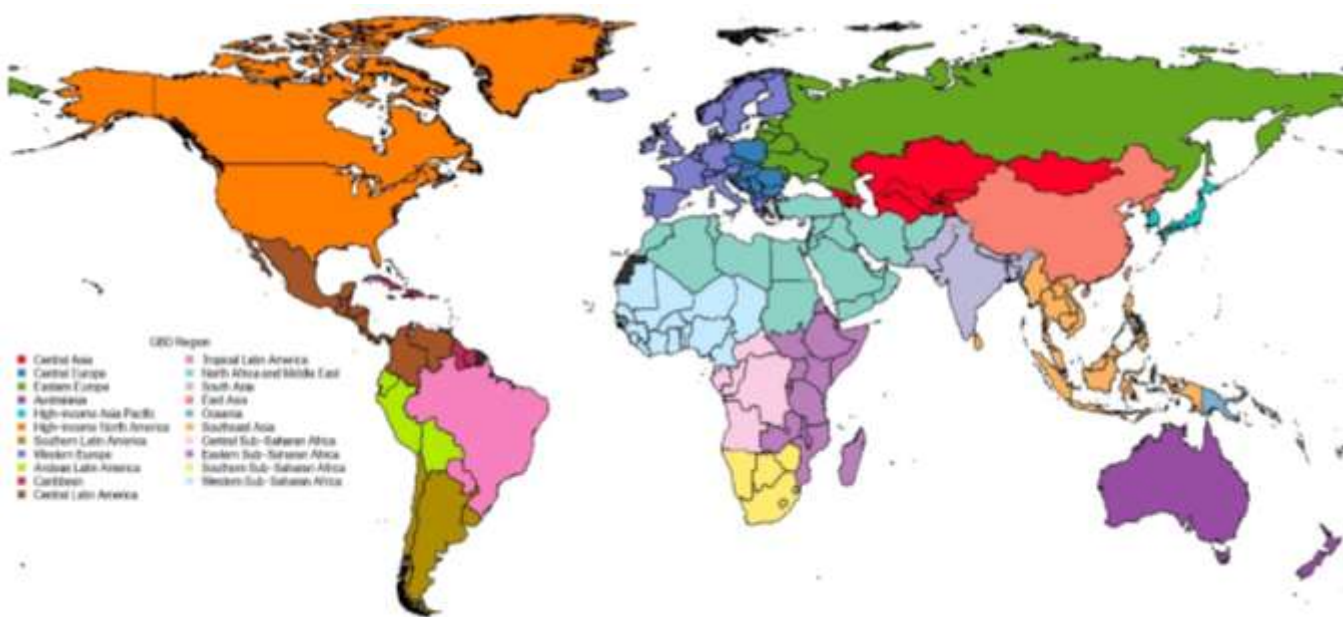 GBD Region
Central Asia
Central Europe
Eastern Europe
Australasia
High-income Asia Pacific
High-income North America
Southern Latin America
Western Europe
Andean Latin America
Caribbean
Central Latin America
Tropical Latin America
North Africa and Middle East
South Asia
East Asia
Oceania
Southeast Asia
Central Sub-Saharan Africa
Eastern Sub-Saharan Africa
Southern Sub-Saharan Africa
Western Sub-Saharan Africa